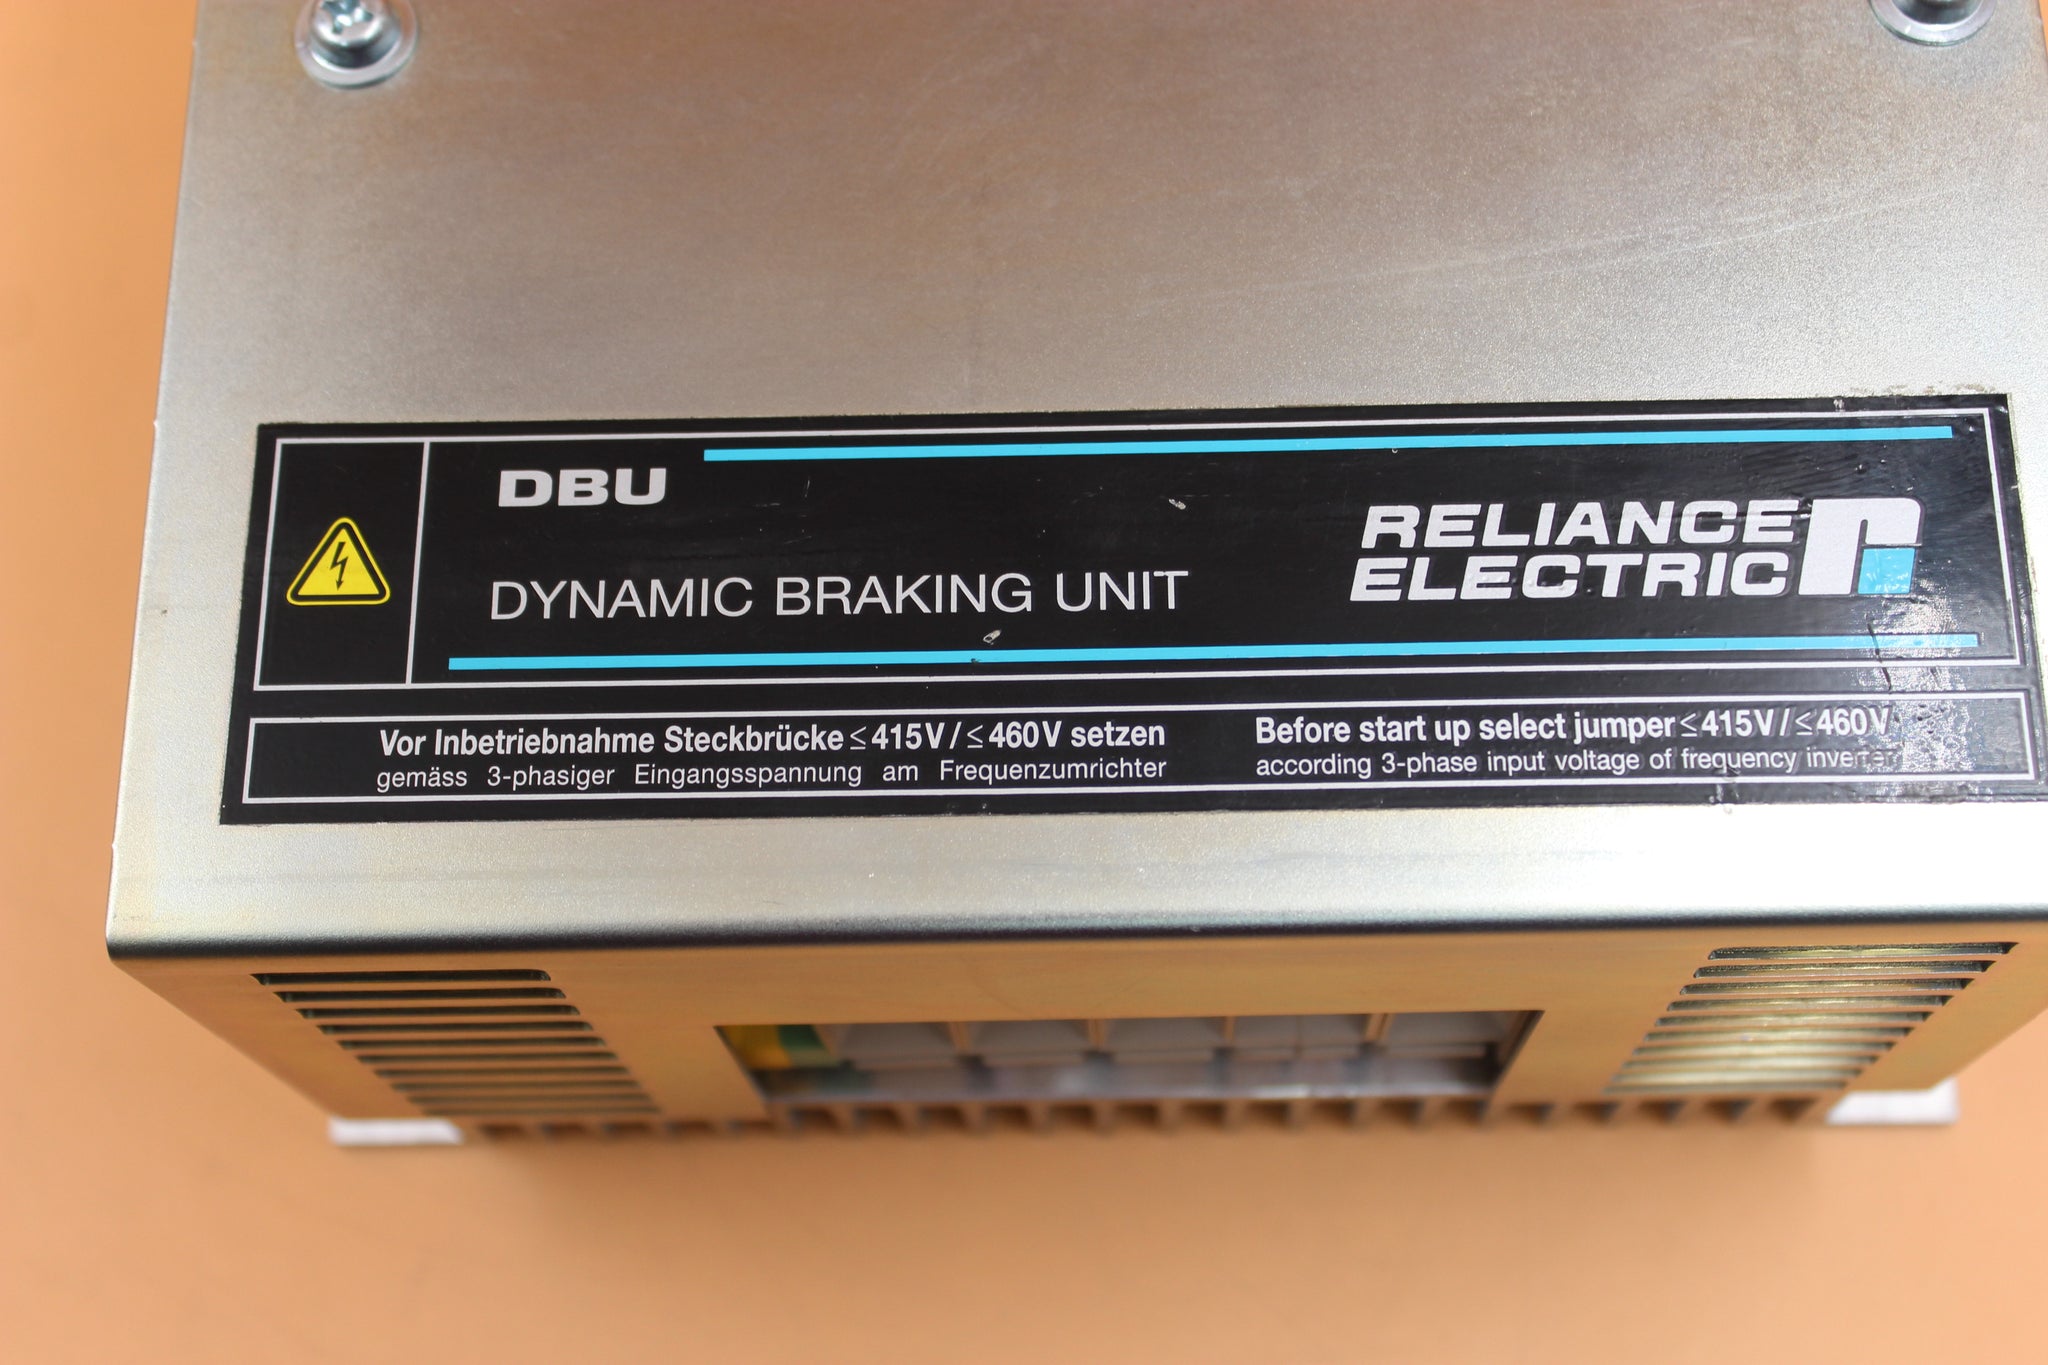 DBU
DYNAMIC BRAKING UNIT
RELIANCE
ELECTRIC
Vor Inbetriebnahme Steckbrücke ≤ 415V / ≤ 460V setzen
gemäss 3-phasiger Eingangsspannung am Frequenzumrichter
Before start up select jumper ≤ 415V / ≤ 460V
according 3-phase input voltage of frequency inverter